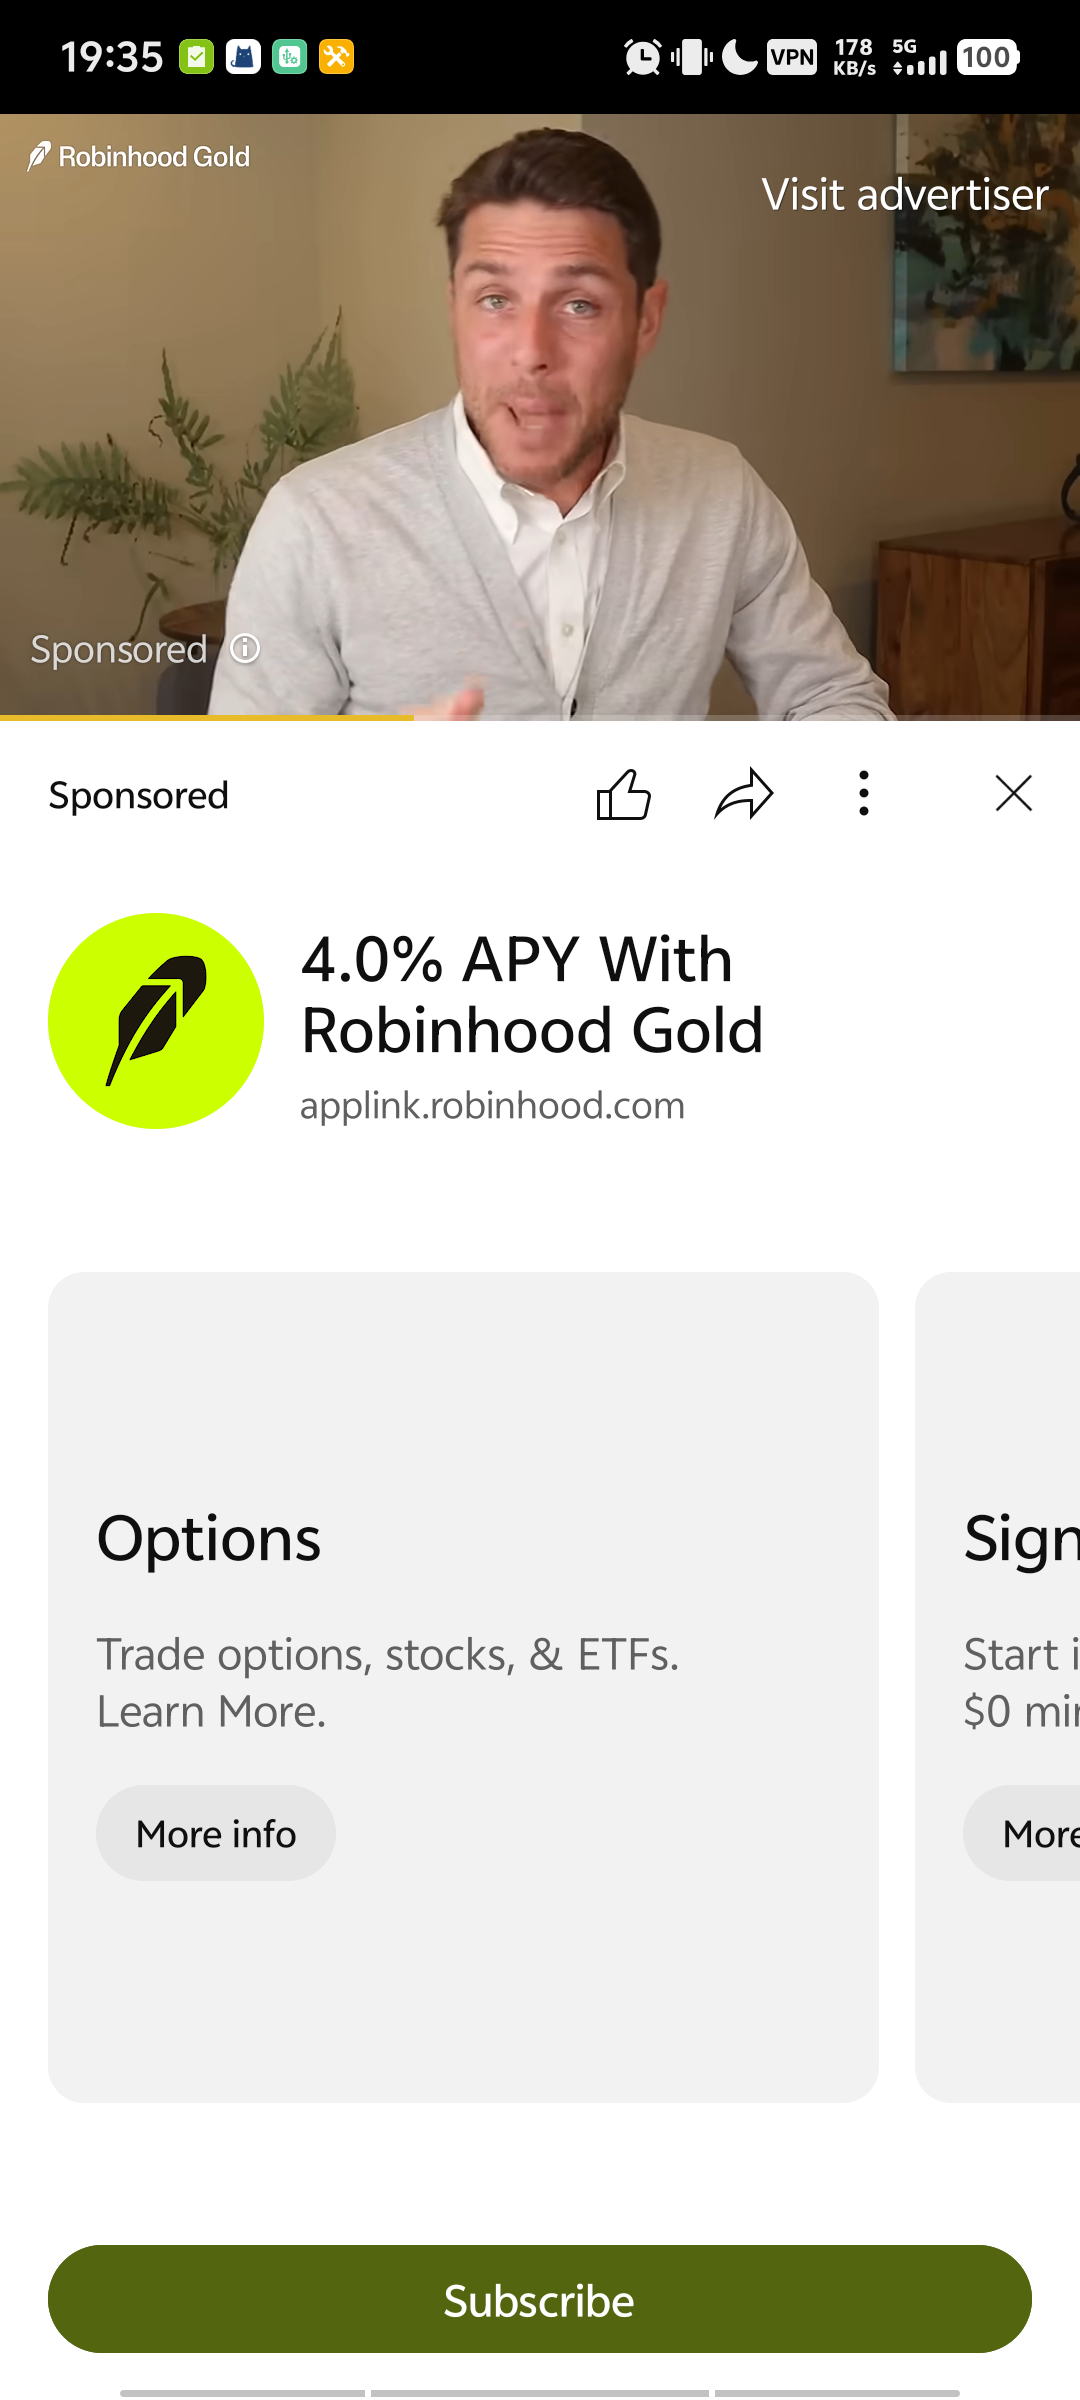 19:35
VPN
178
KB/s
5G
100
Robinhood Gold
Visit advertiser
Sponsored
Sponsored
4.0% APY With
Robinhood Gold
applink.robinhood.com
Options
Trade options, stocks, & ETFs.
Learn More.
More info
Sign
Start i
$0 min
More
Subscribe